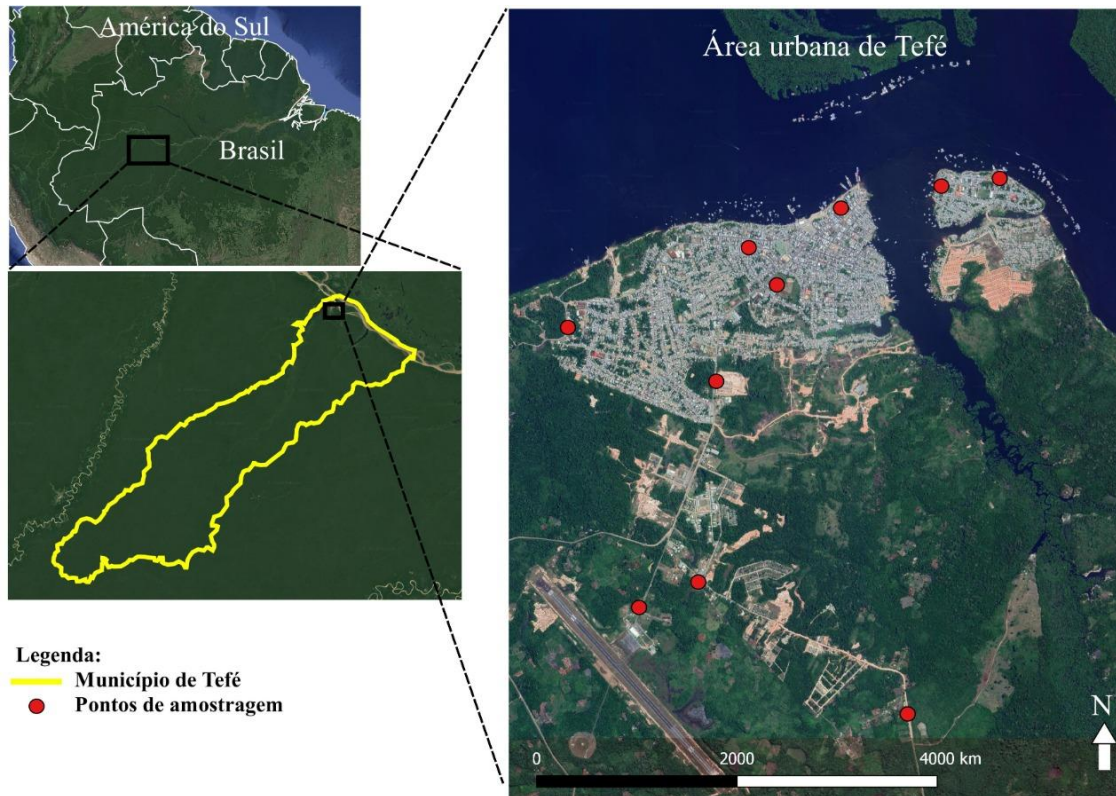 América do Sul
Brasil
Área urbana de Tefé
Legenda:
Município de Tefé
Pontos de amostragem
N
0 2000 4000 km